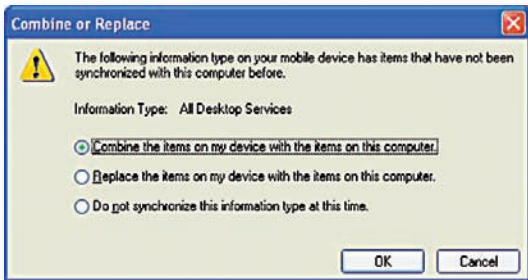 Combine or Replace
The following information type on your mobile device has items that have not been
synchronized with this computer before.
Information Type: All Desktop Services
Combine the items on my device with the items on this computer.
Replace the items on my device with the items on this computer.
Do not synchronize this information type at this time.
OK Cancel